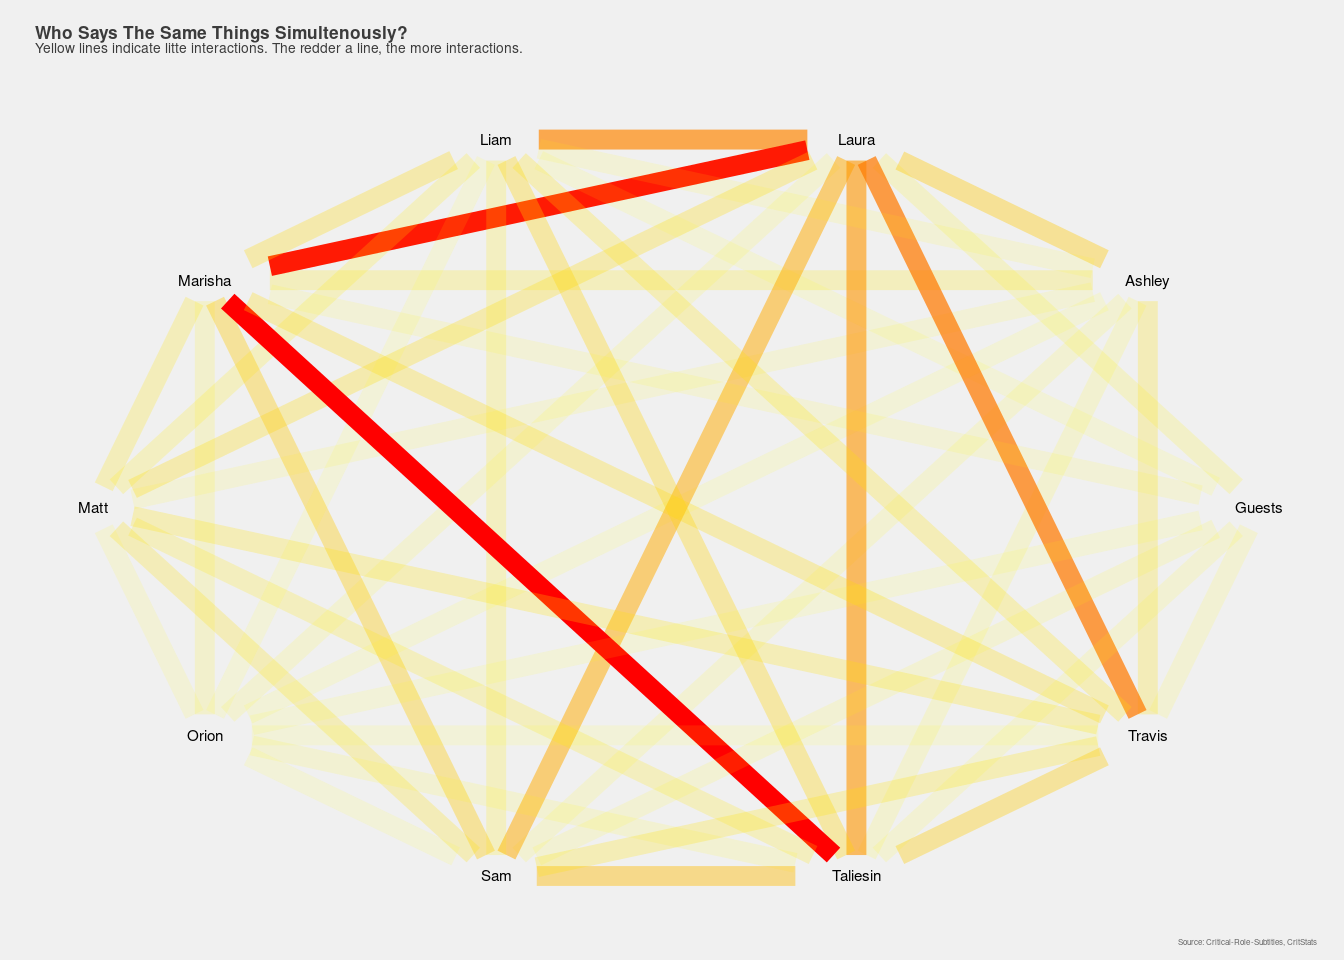 Who Says The Same Things Simultenously?
Yellow lines indicate litte interactions. The redder a line, the more interactions.
Liam
Laura
Marisha
Ashley
Matt
Guests
Orion
Travis
Sam
Taliesin
Source: Critical-Role-Subtitles, CritStats